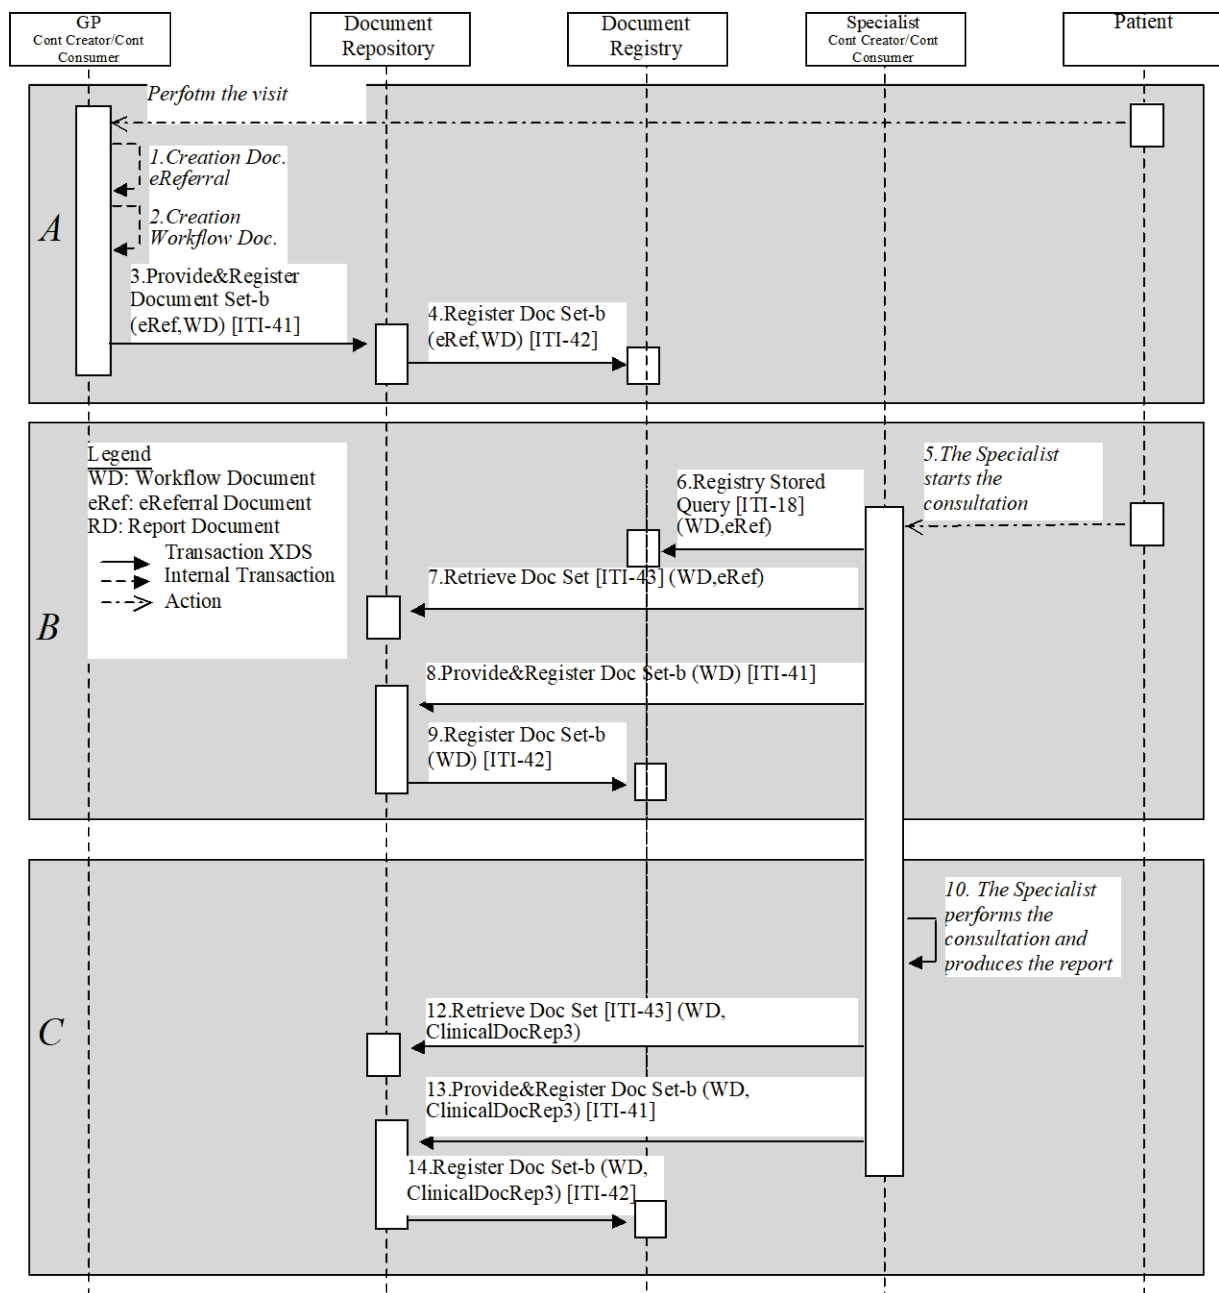 GP
Cont Creator/Cont
Consumer
Document
Repository
Document
Registry
Specialist
Cont Creator/Cont
Consumer
Patient
A
Perfotm the visit
1.Creation Doc.
eReferral
2.Creation
Workflow Doc.
3.Provide&Register
Document Set-b
(eRef,WD) [ITI-41]
4.Register Doc Set-b
(eRef,WD) [ITI-42]
B
Legend
WD: Workflow Document
eRef: eReferral Document
RD: Report Document
Transaction XDS
Internal Transaction
Action
5.The Specialist
starts the
consultation
6.Registry Stored
Query [ITI-18]
(WD,eRef)
7.Retrieve Doc Set [ITI-43] (WD,eRef)
8.Provide&Register Doc Set-b (WD) [ITI-41]
9.Register Doc Set-b
(WD) [ITI-42]
C
10. The Specialist
performs the
consultation and
produces the report
12.Retrieve Doc Set [ITI-43] (WD,
ClinicalDocRep3)
13.Provide&Register Doc Set-b (WD,
ClinicalDocRep3) [ITI-41]
14.Register Doc Set-b (WD,
ClinicalDocRep3) [ITI-42]